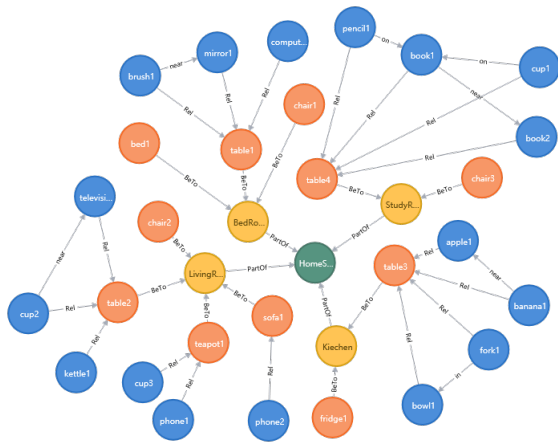 pencil1
mirror1
comput...
on
book1
brush1
near
on
cup1
Rel
Rel
Rel
chair1
Rel
Rel
near
Rel
book2
bed1
table1
Rel
BeTo
BeTo
BeTo
table4
chair3
BeTo
BeTo
televisi...
chair2
BedRo...
StudyR...
PartOf
PartOf
near
Rel
BeTo
LivingR...
PartOf
HomeS...
apple1
Rel
table3
near
Rel
banana1
cup2
Rel
table2
BeTo
BeTo
BeTo
sofa1
PartOf
BeTo
Rel
Rel
teapot1
Kiechen
fork1
kettle1
cup3
Rel
Rel
Rel
BeTo
in
bowl1
phone1
phone2
fridge1